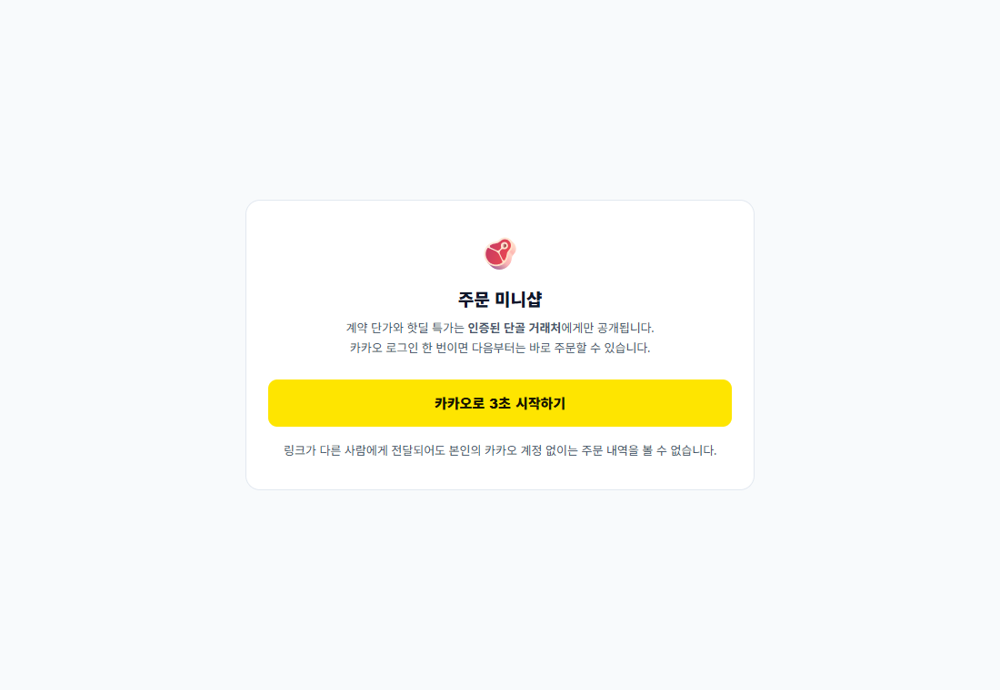 주문 미니샵
계약 단가와 핫딜 특가는 인증된 단골 거래처에게만 공개됩니다.
카카오 로그인 한 번이면 다음부터는 바로 주문할 수 있습니다.
카카오로 3초 시작하기
링크가 다른 사람에게 전달되어도 본인의 카카오 계정 없이는 주문 내역을 볼 수 없습니다.